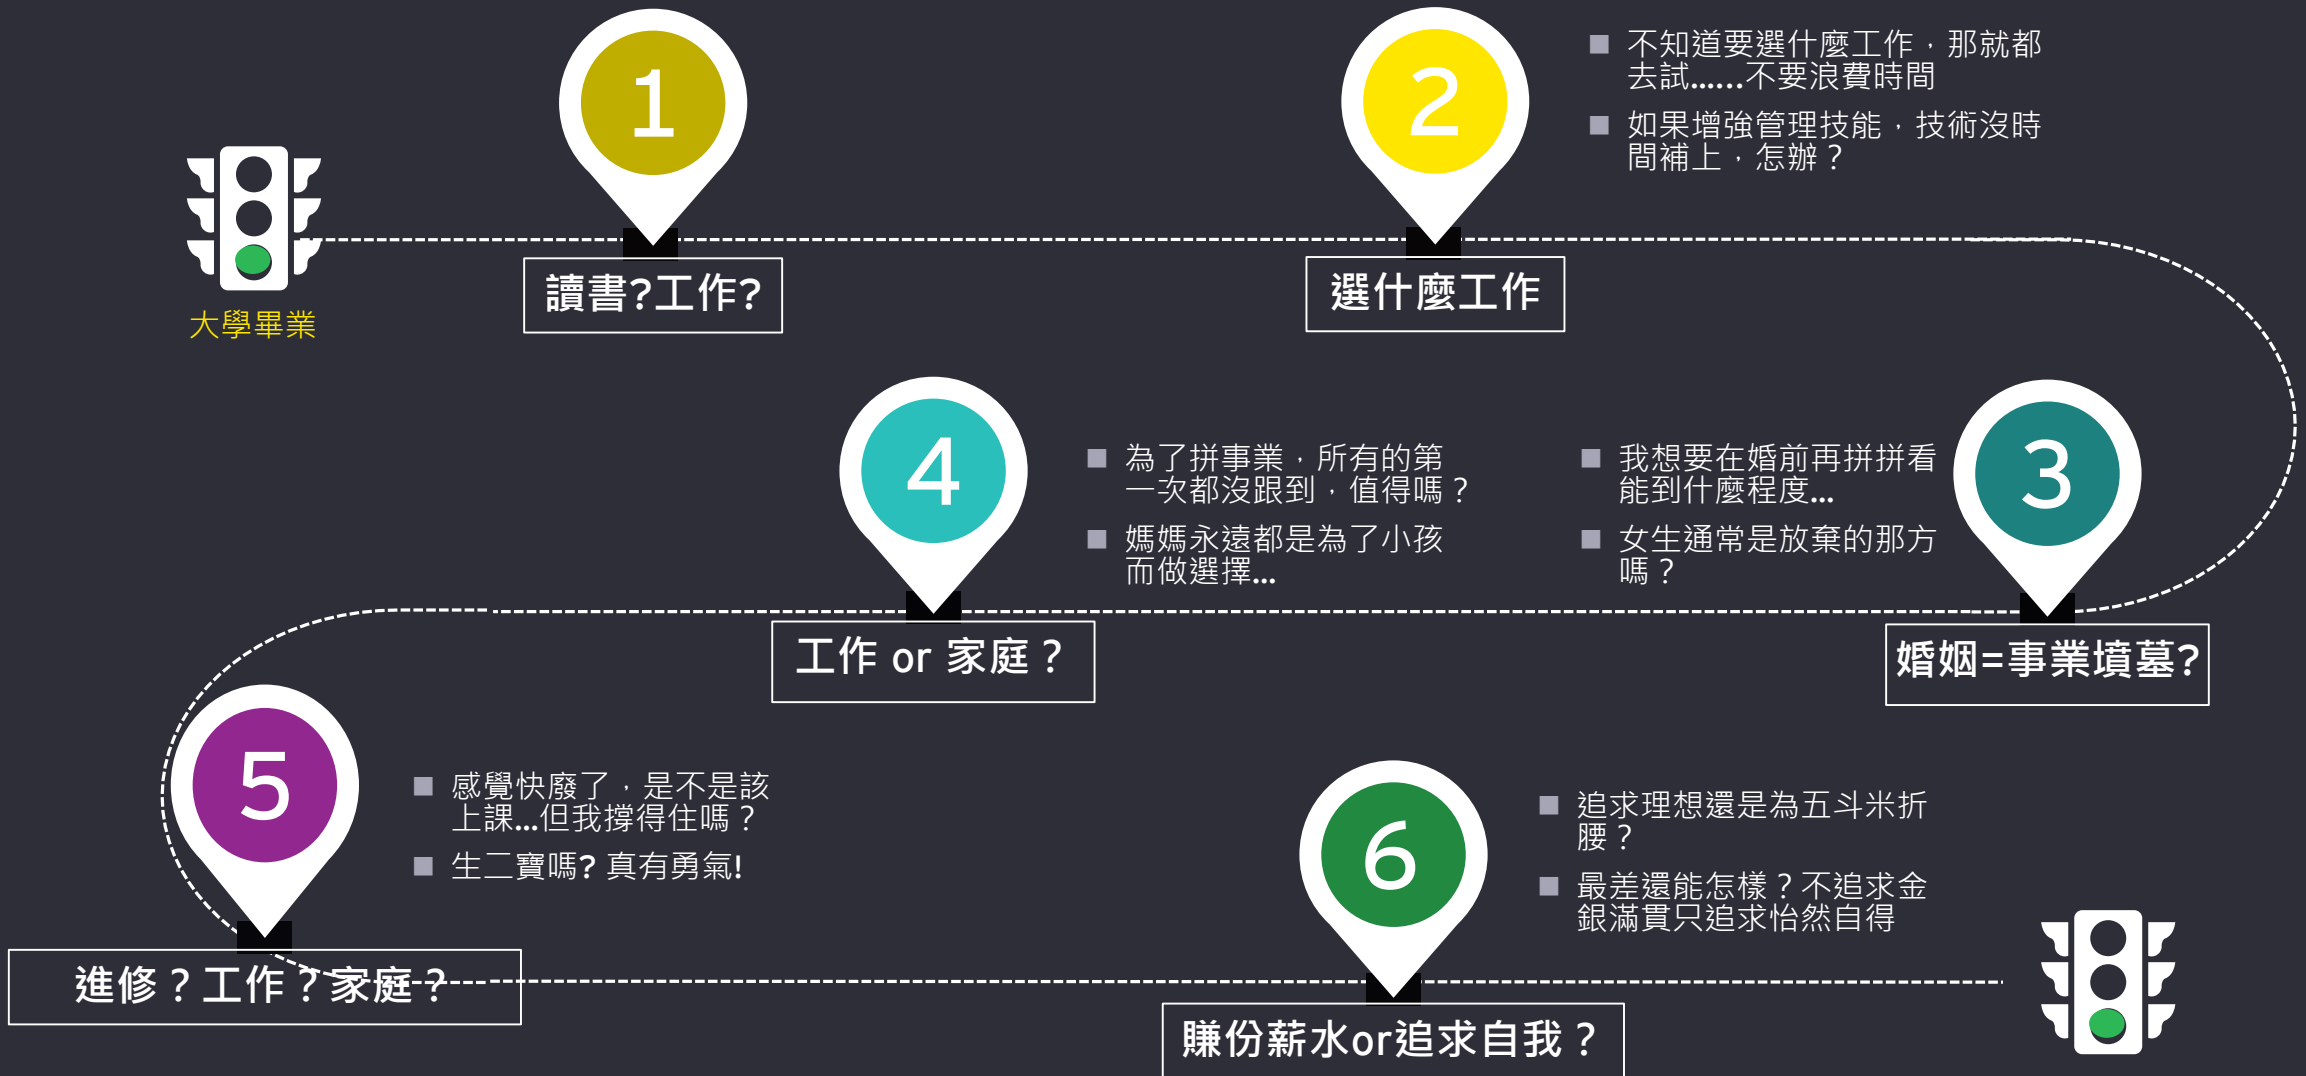 1
2
不知道要選什麼工作，那就都
去試……不要浪費時間
如果增強管理技能，技術沒時
間補上，怎辦？
大學畢業
讀書?工作?
選什麼工作
3
我想要在婚前再拼拼看
能到什麼程度…
女生通常是放棄的那方
嗎？
婚姻=事業墳墓?
4
為了拼事業，所有的第
一次都沒跟到，值得嗎？
媽媽永遠都是為了小孩
而做選擇…
工作 or 家庭？
5
感覺快廢了，是不是該
上課…但我撐得住嗎？
生二寶嗎? 真有勇氣!
進修？工作？家庭？
6
追求理想還是為五斗米折
腰？
最差還能怎樣？不追求金
銀滿貫只追求怡然自得
賺份薪水or追求自我？